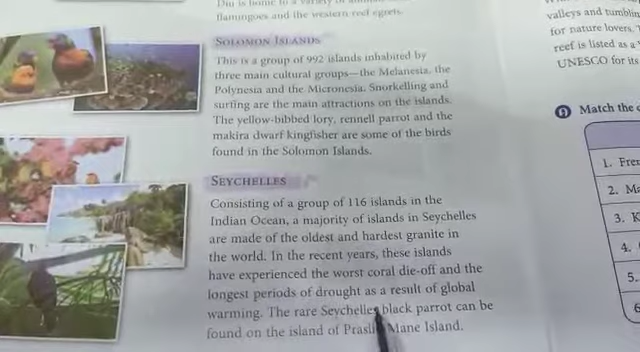 Diu is home to a variety of
flamingoes and the western reef egrets.
SOLOMON ISLANDS
This is a group of 992 islands inhabited by
three main cultural groups—the Melanesia, the
Polynesia and the Micronesia. Snorkelling and
surfing are the main attractions on the islands.
The yellow-bibbed lory, rennell parrot and the
makira dwarf kingfisher are some of the birds
found in the Solomon Islands.
SEYCHELLES
Consisting of a group of 116 islands in the
Indian Ocean, a majority of islands in Seychelles
are made of the oldest and hardest granite in
the world. In the recent years, these islands
have experienced the worst coral die-off and the
longest periods of drought as a result of global
warming. The rare Seychelles black parrot can be
found on the island of Mane Island.
valleys and
for nature lovers.
reef is listed as a
UNESCO for its
Match the
1.
2.
3. K
4.
5.
6